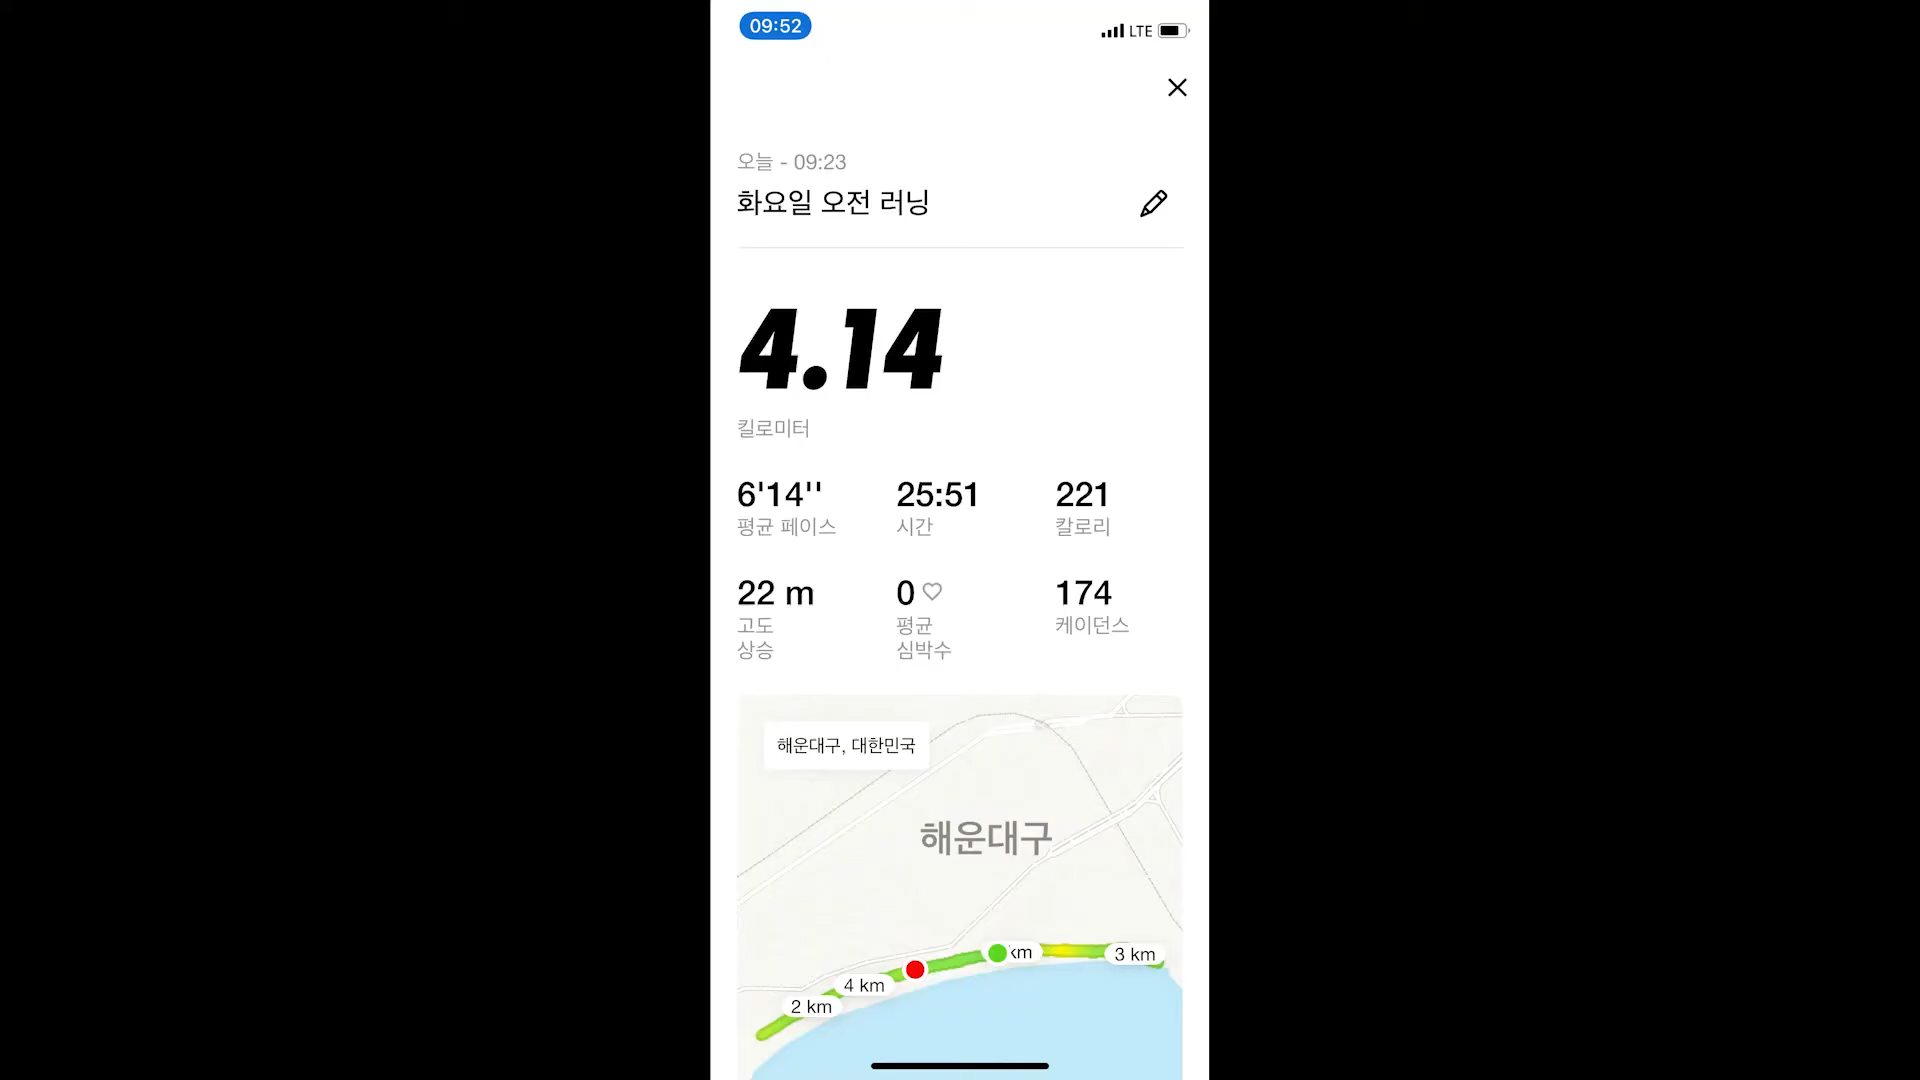 09:52
LTE
오늘 - 09:23
화요일 오전 러닝
4.14
킬로미터
6'14''
평균 페이스
25:51
시간
221
칼로리
22 m
고도
상승
0
평균
심박수
174
케이던스
해운대구, 대한민국
해운대구
km
3 km
4 km
2 km